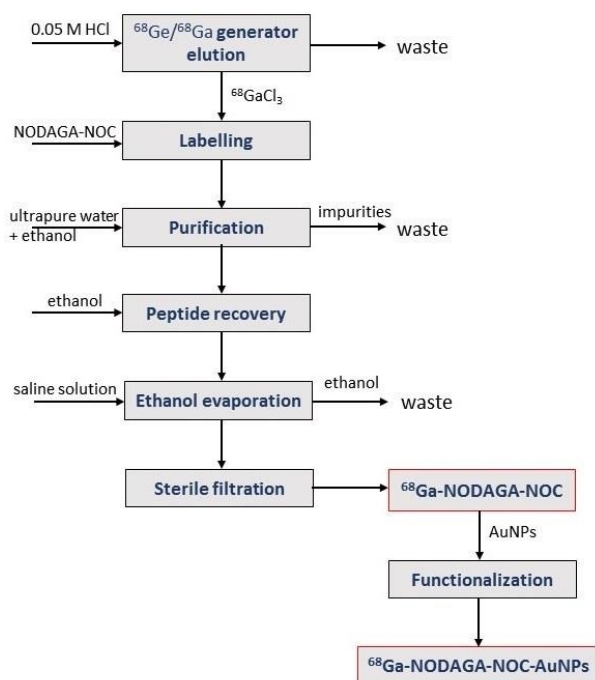 0.05 M HCl
⁶⁸Ge/⁶⁸Ga generator
elution
waste
⁶⁸GaCl₃
NODAGA-NOC
Labelling
ultrapure water
+ ethanol
Purification
impurities
waste
ethanol
Peptide recovery
saline solution
Ethanol evaporation
ethanol
waste
Sterile filtration
⁶⁸Ga-NODAGA-NOC
AuNPs
Functionalization
⁶⁸Ga-NODAGA-NOC-AuNPs